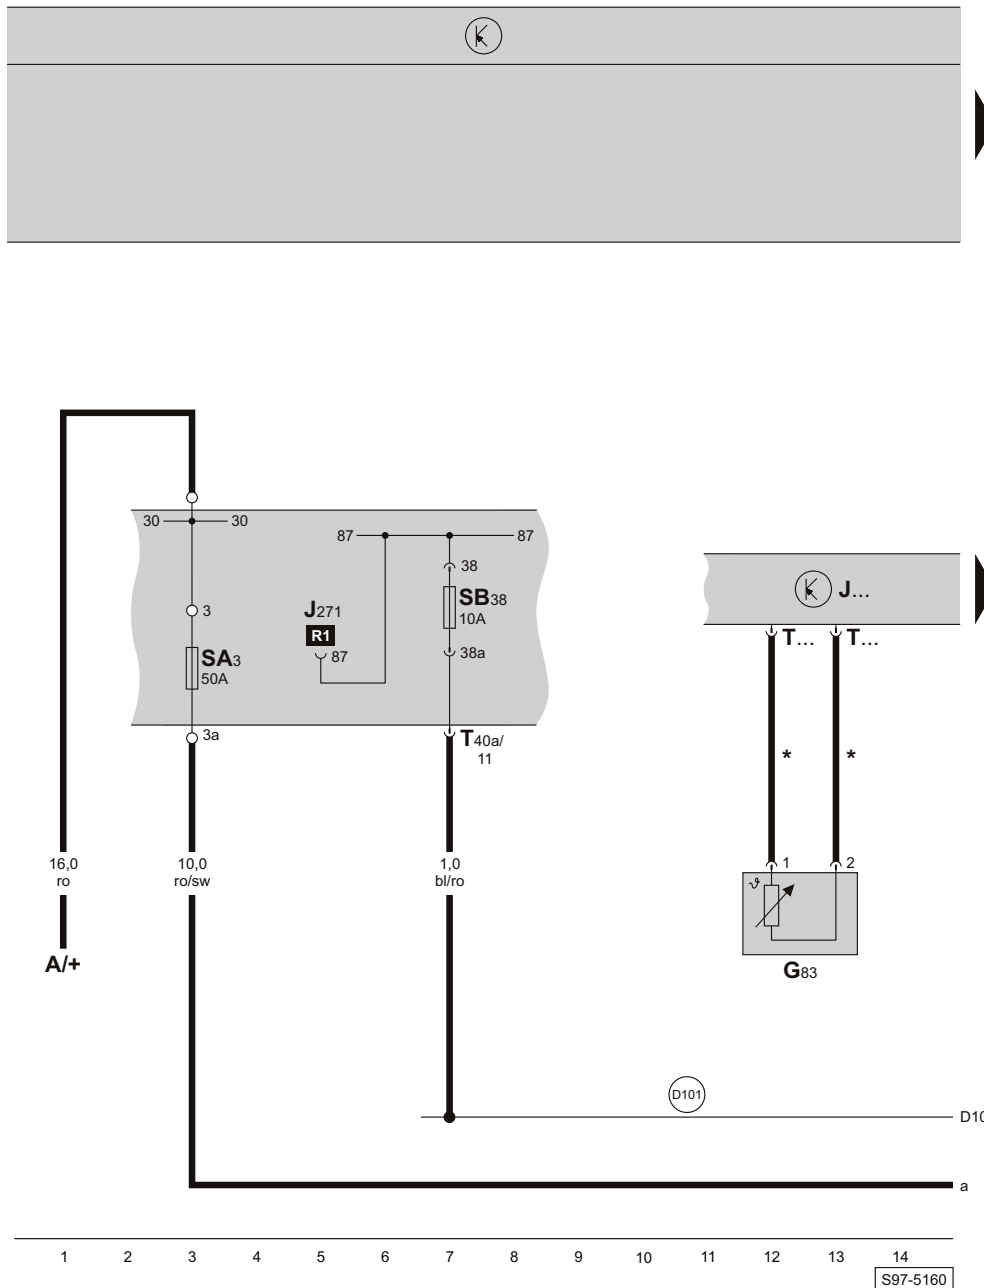 30 30
87 87
38
SB38
10A
J271
R1
87
3
SA3
50A
38a
3a
T40a/
11
J...
T... T...
* *
16,0
ro
10,0
ro/sw
1,0
bl/ro
1 2
ϑ
A/+
G83
D101
D10
a
1 2 3 4 5 6 7 8 9 10 11 12 13 14
S97-5160